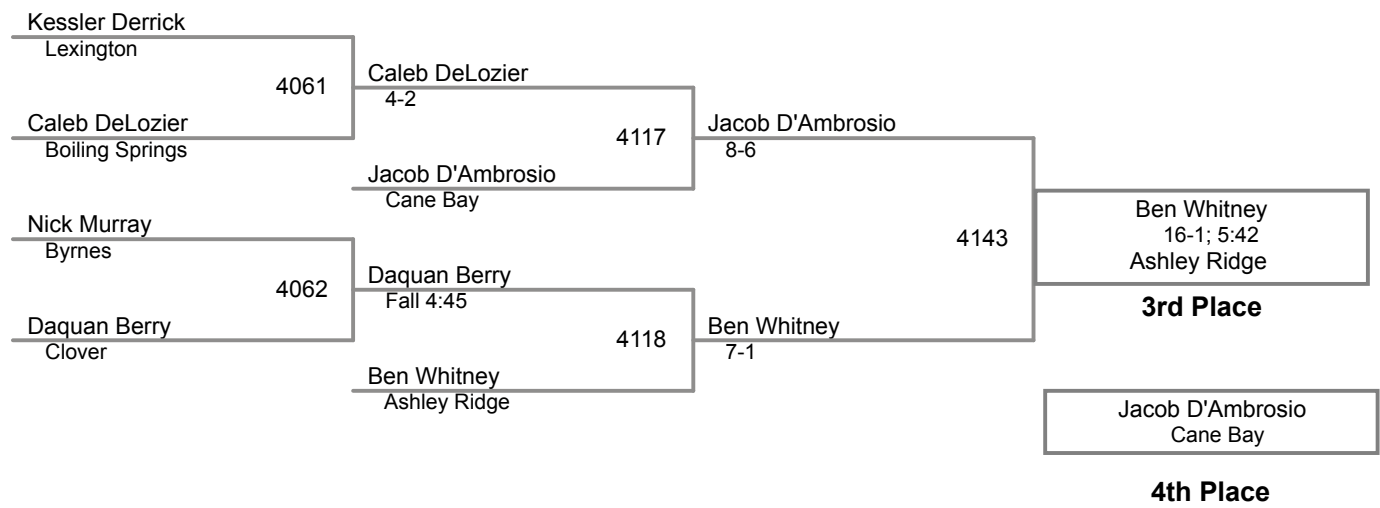 Kessler Derrick
Lexington
4061
Caleb DeLozier
Boiling Springs
Nick Murray
Byrnes
4062
Daquan Berry
Clover
Caleb DeLozier
4-2
4117
Jacob D'Ambrosio
Cane Bay
Daquan Berry
Fall 4:45
4118
Ben Whitney
Ashley Ridge
Jacob D'Ambrosio
8-6
4143
Ben Whitney
7-1
Ben Whitney
16-1; 5:42
Ashley Ridge
3rd Place
Jacob D'Ambrosio
Cane Bay
4th Place